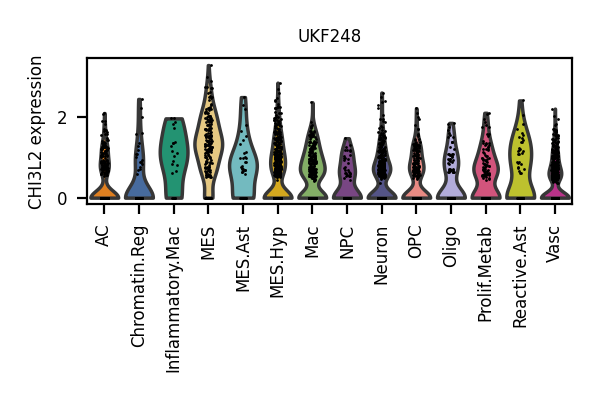 UKF248
CHI3L2 expression
2
0
AC
Chromatin.Reg
Inflammatory.Mac
MES
MES.Ast
MES.Hyp
Mac
NPC
Neuron
OPC
Oligo
Prolif.Metab
Reactive.Ast
Vasc